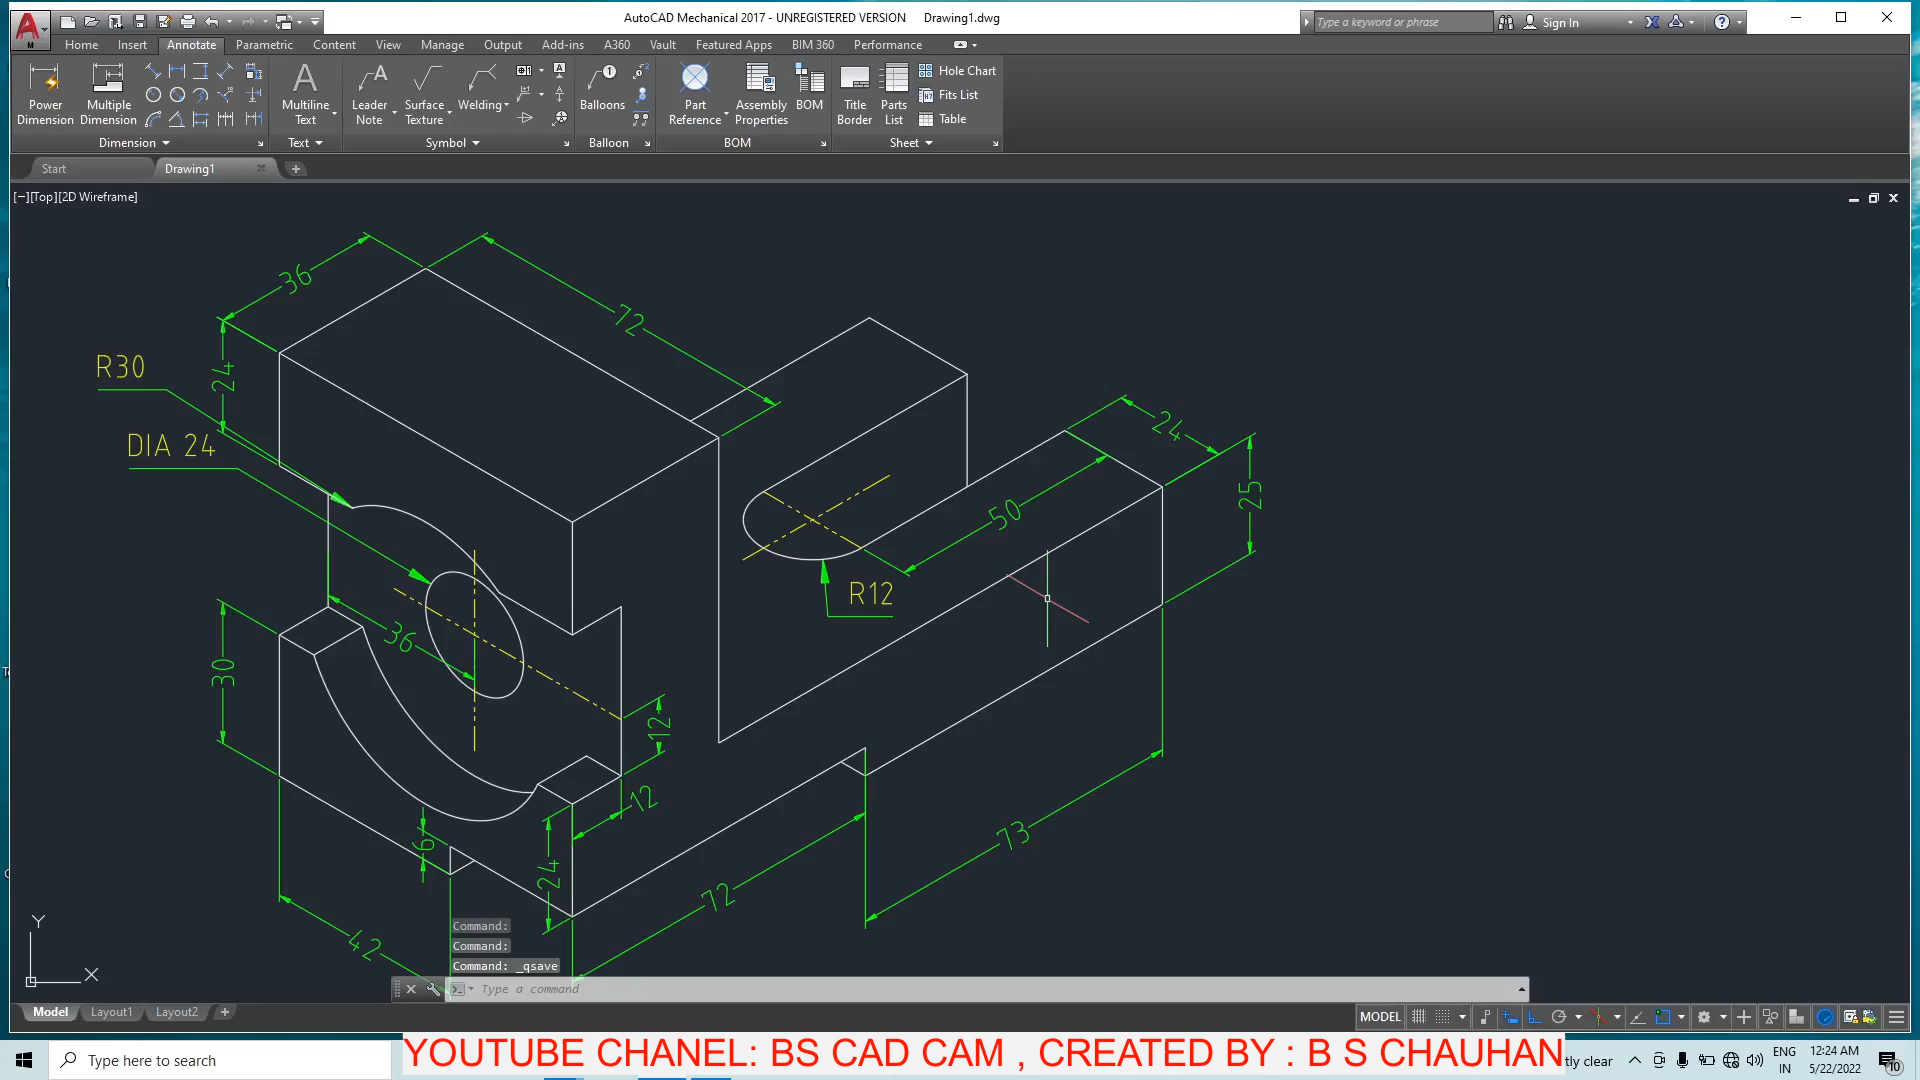 AutoCAD Mechanical 2017 - UNREGISTERED VERSION Drawing1.dwg
Type a keyword or phrase
Sign In
Home Insert Annotate Parametric Content View Manage Output Add-ins A360 Vault Featured Apps BIM 360 Performance
Power Dimension
Multiple Dimension
Multiline Text
Leader Note
Surface Texture
Welding
Balloons
Part Reference
Assembly Properties
BOM
Title Border
Parts List
Hole Chart
Fits List
Table
Dimension Text Symbol Balloon BOM Sheet
Start Drawing1
[−][Top][2D Wireframe]
36
72
R30
24
DIA 24
24
25
50
R12
36
30
12
12
6
24
73
72
42
Y
X
Command:
Command:
Command: _qsave
Type a command
Model Layout1 Layout2
MODEL
Type here to search
YOUTUBE CHANEL: BS CAD CAM , CREATED BY : B S CHAUHAN
tly clear
ENG
IN
12:24 AM
5/22/2022
10